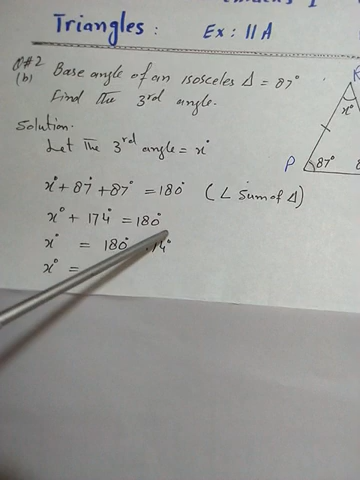 Triangles : Ex: 11A
Q#2
(b) Base angle of an isosceles Δ = 87°
Find The 3rd angle.
Solution.
Let The 3rd angle = x°
x° + 87° + 87° = 180° (∠ Sum of Δ)
x° + 174° = 180°
x° = 180°
x° =
x°
P 87°